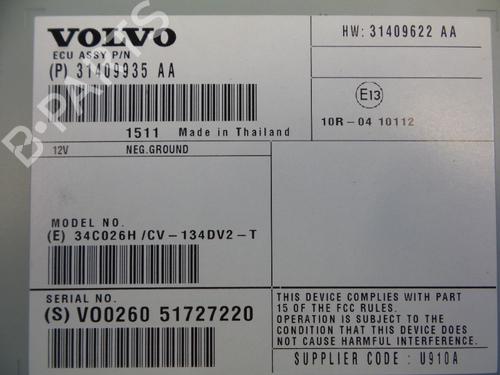 VOLVO
ECU ASSY P/N
(P) 31409935 AA
HW: 31409622 AA
E13
10R-04 10112
1511 Made in Thailand
12V NEG.GROUND
MODEL NO.
(E) 34C026H/CV-134DV2-T
SERIAL NO.
(S) VO0260 51727220
THIS DEVICE COMPLIES WITH PART
15 OF THE FCC RULES.
OPERATION IS SUBJECT TO THE
CONDITION THAT THIS DEVICE DOES
NOT CAUSE HARMFUL INTERFERENCE.
SUPPLIER CODE : U910A
B-PARTS